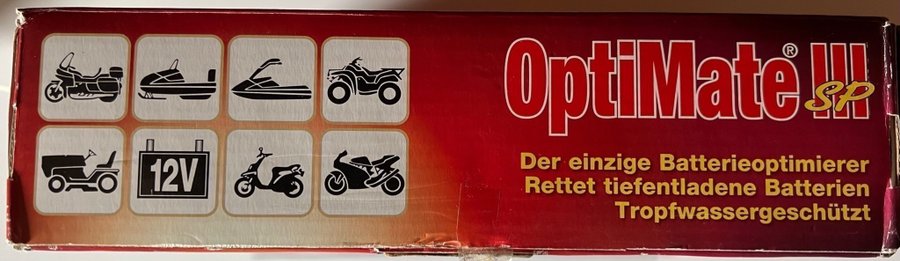 OptiMate® III SP
Der einzige Batterieoptimierer
Rettet tiefentladene Batterien
Tropfwassergeschützt
12V